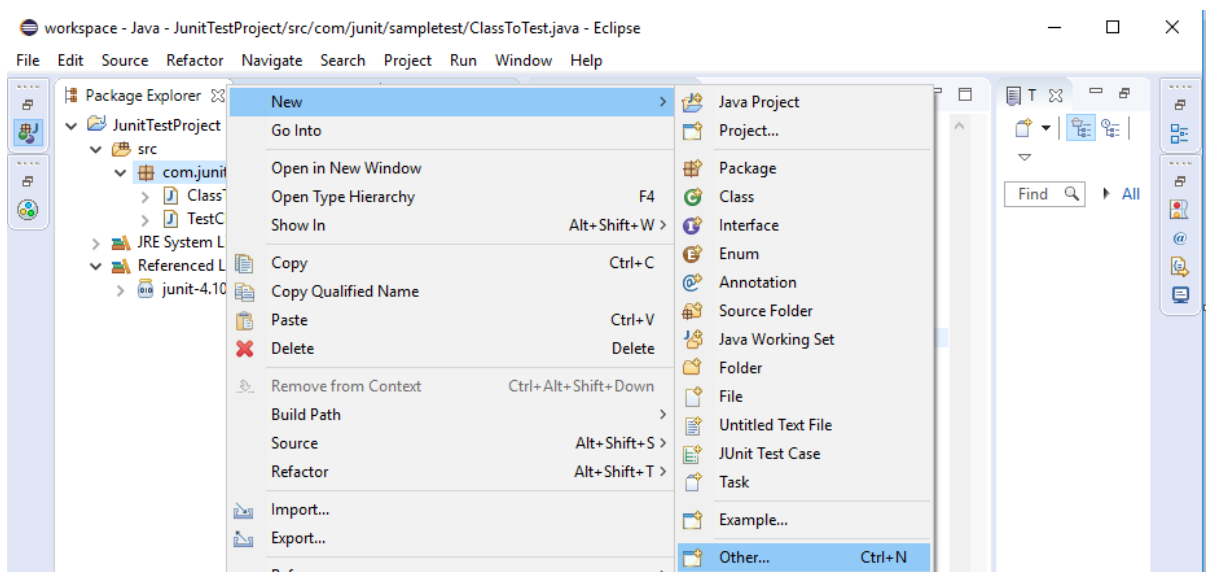 workspace - Java - JunitTestProject/src/com/junit/sampletest/ClassToTest.java - Eclipse
File Edit Source Refactor Navigate Search Project Run Window Help
Package Explorer
JunitTestProject
src
com.junit
Class
TestC
JRE System L
Referenced L
junit-4.10
New
Go Into
Open in New Window
Open Type Hierarchy F4
Show In Alt+Shift+W >
Copy Ctrl+C
Copy Qualified Name
Paste Ctrl+V
Delete Delete
Remove from Context Ctrl+Alt+Shift+Down
Build Path
Source Alt+Shift+S >
Refactor Alt+Shift+T >
Import...
Export...
Java Project
Project...
Package
Class
Interface
Enum
Annotation
Source Folder
Java Working Set
Folder
File
Untitled Text File
JUnit Test Case
Task
Example...
Other... Ctrl+N
T
Find All